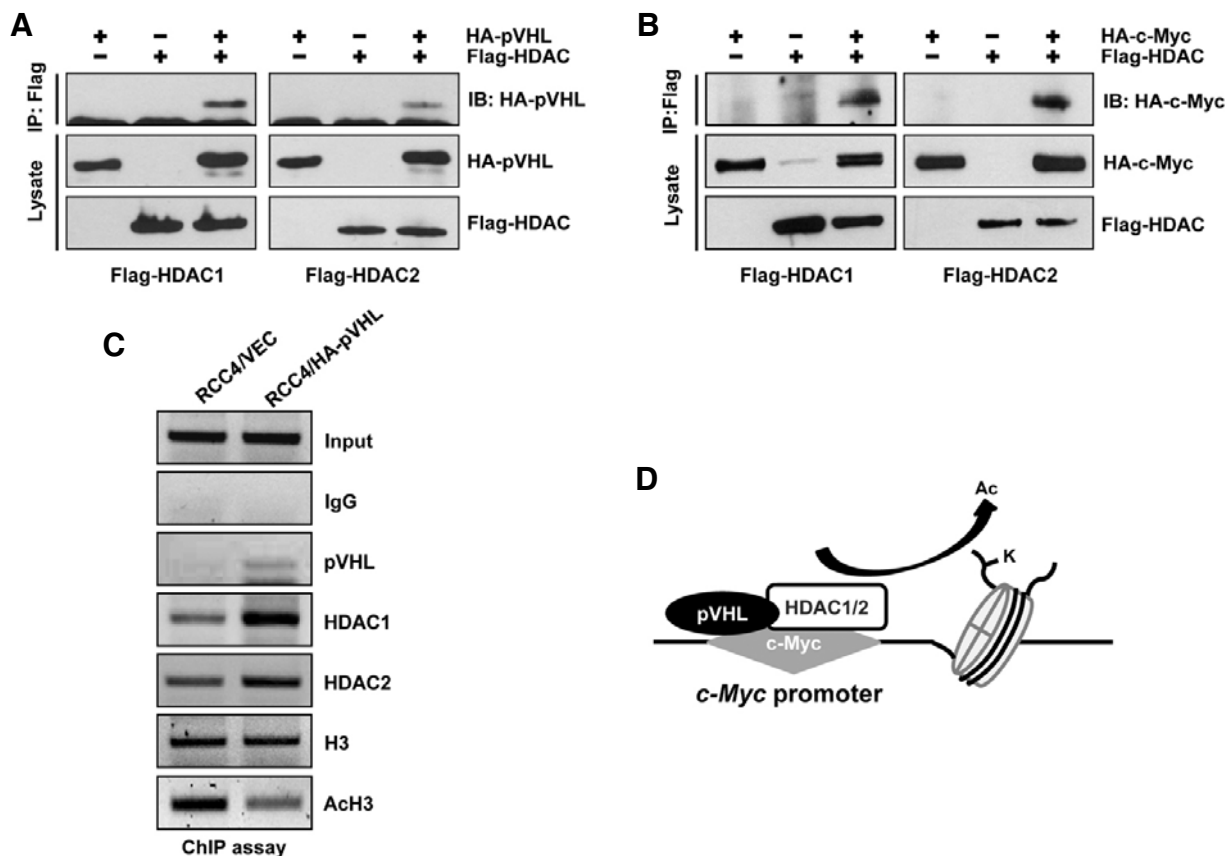 A
+ − + + − + HA-pVHL
− + + − + + Flag-HDAC
IP: Flag
IB: HA-pVHL
Lysate
HA-pVHL
Flag-HDAC
Flag-HDAC1 Flag-HDAC2
B
+ − + + − + HA-c-Myc
− + + − + + Flag-HDAC
IP:Flag
IB: HA-c-Myc
Lysate
HA-c-Myc
Flag-HDAC
Flag-HDAC1 Flag-HDAC2
C
RCC4/VEC
RCC4/HA-pVHL
Input
IgG
pVHL
HDAC1
HDAC2
H3
AcH3
ChIP assay
D
Ac
K
pVHL
HDAC1/2
c-Myc
c-Myc promoter